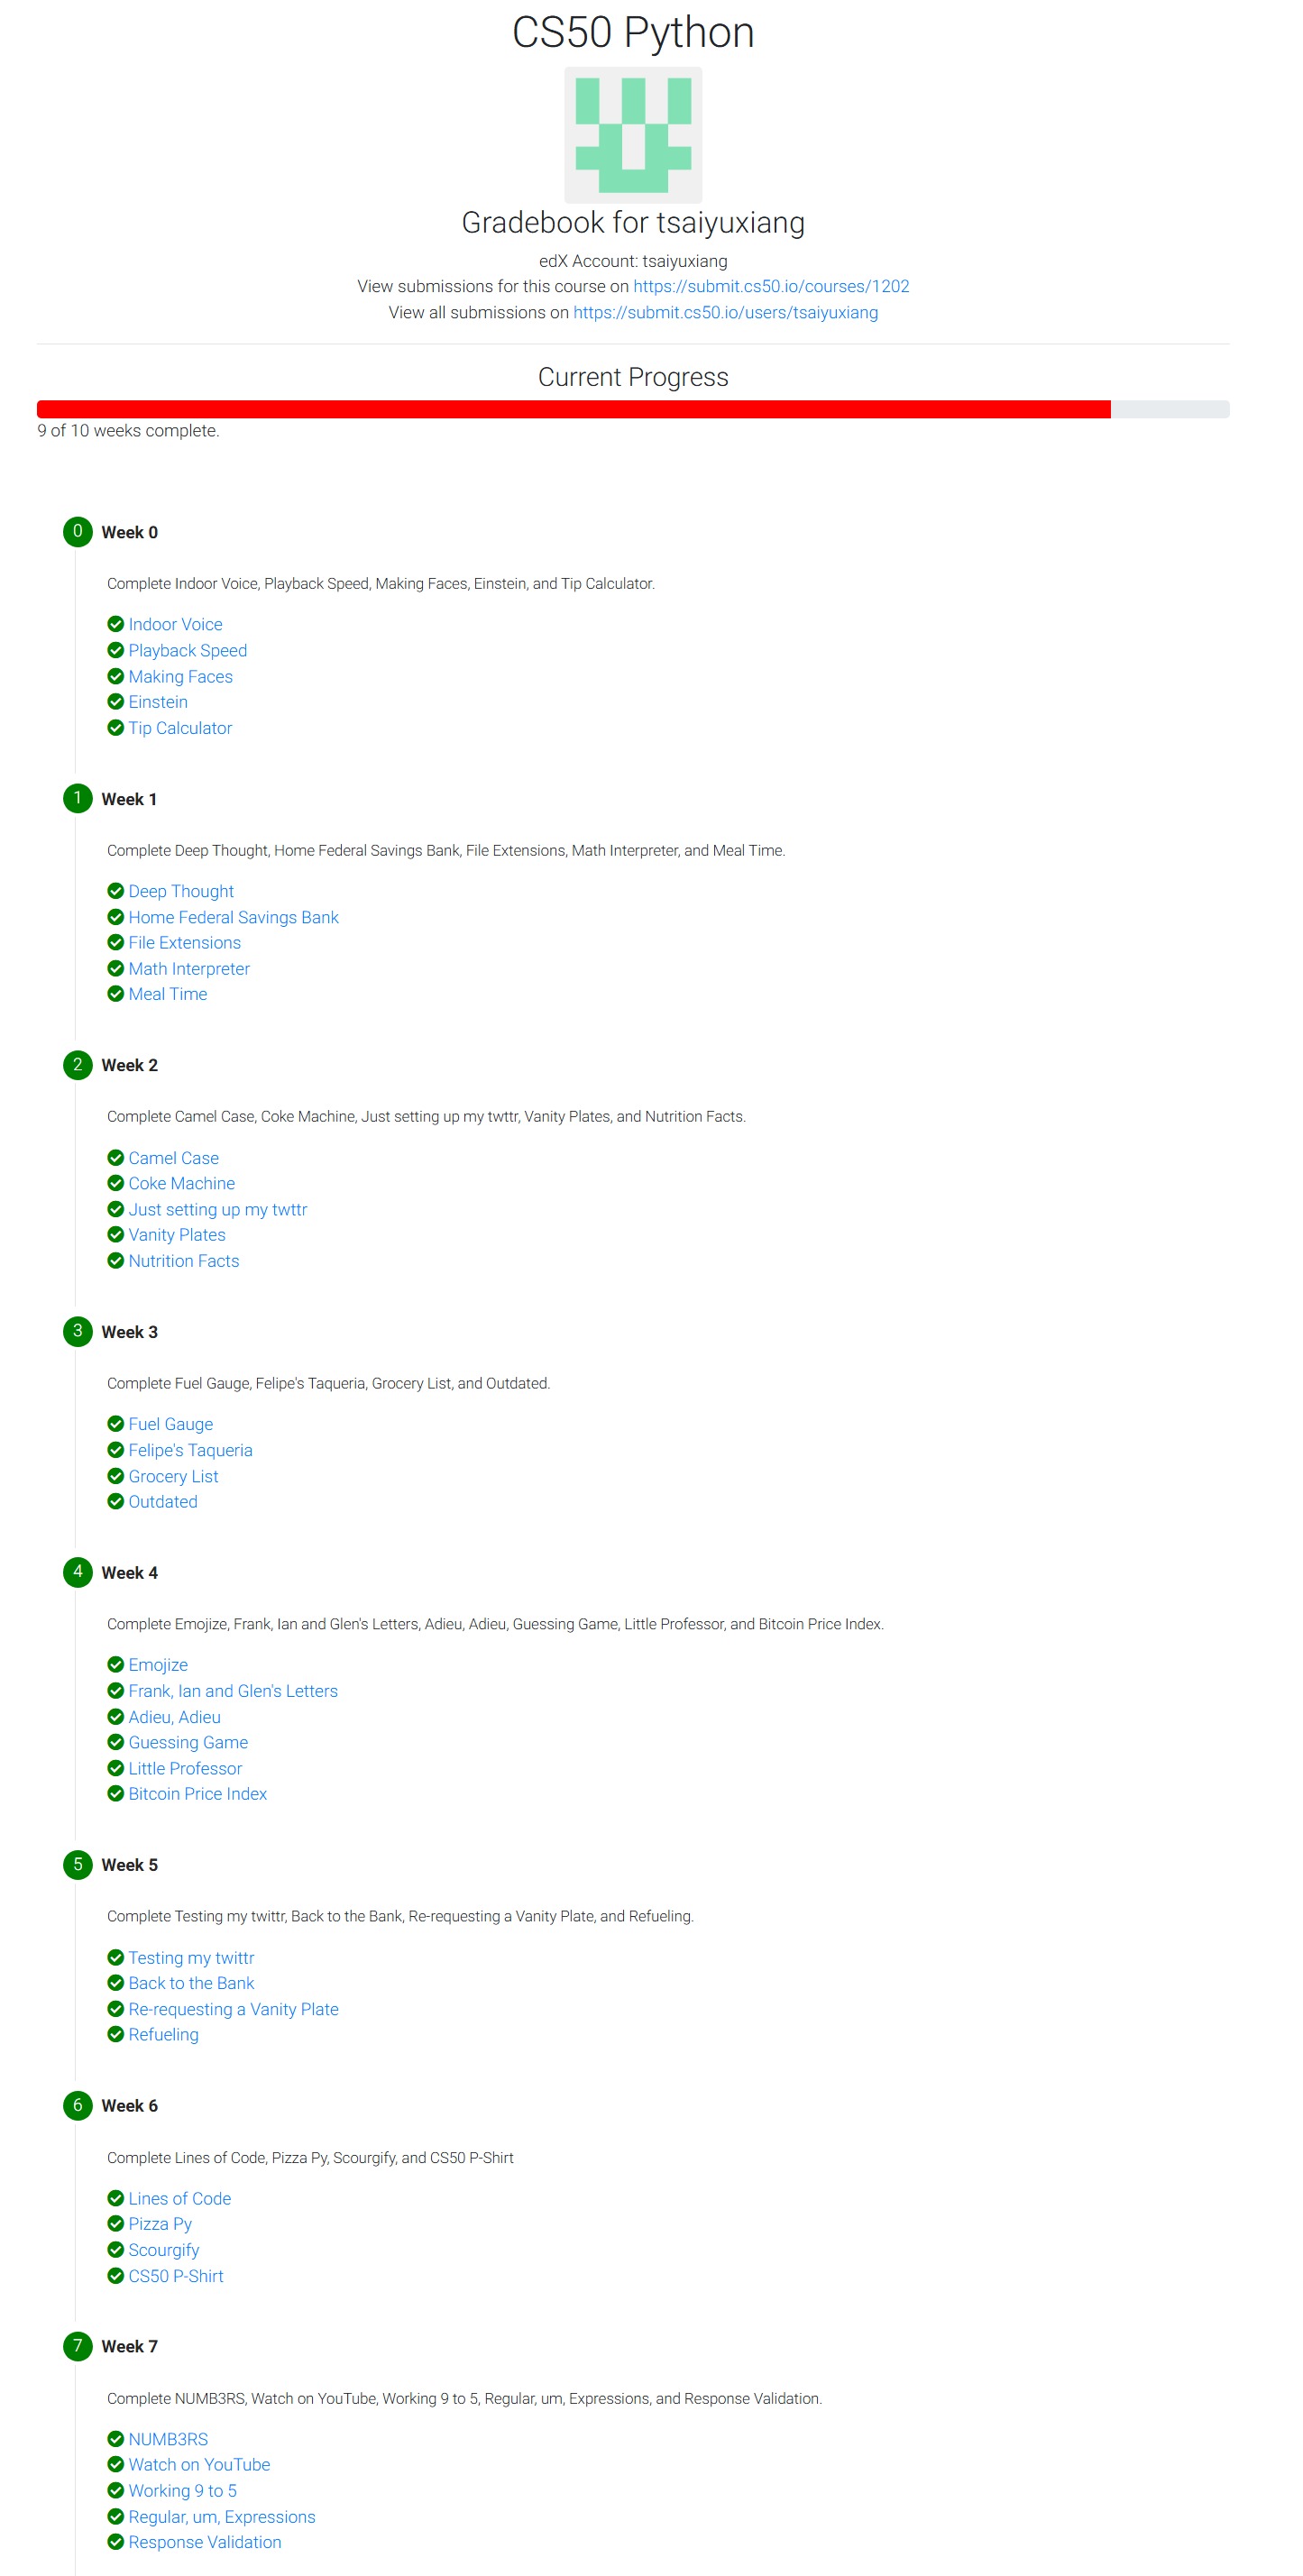 CS50 Python
Gradebook for tsaiyuxiang
edX Account: tsaiyuxiang
View submissions for this course on https://submit.cs50.io/courses/1202
View all submissions on https://submit.cs50.io/users/tsaiyuxiang
Current Progress
9 of 10 weeks complete.
0 Week 0
Complete Indoor Voice, Playback Speed, Making Faces, Einstein, and Tip Calculator.
Indoor Voice
Playback Speed
Making Faces
Einstein
Tip Calculator
1 Week 1
Complete Deep Thought, Home Federal Savings Bank, File Extensions, Math Interpreter, and Meal Time.
Deep Thought
Home Federal Savings Bank
File Extensions
Math Interpreter
Meal Time
2 Week 2
Complete Camel Case, Coke Machine, Just setting up my twttr, Vanity Plates, and Nutrition Facts.
Camel Case
Coke Machine
Just setting up my twttr
Vanity Plates
Nutrition Facts
3 Week 3
Complete Fuel Gauge, Felipe's Taqueria, Grocery List, and Outdated.
Fuel Gauge
Felipe's Taqueria
Grocery List
Outdated
4 Week 4
Complete Emojize, Frank, Ian and Glen's Letters, Adieu, Adieu, Guessing Game, Little Professor, and Bitcoin Price Index.
Emojize
Frank, Ian and Glen's Letters
Adieu, Adieu
Guessing Game
Little Professor
Bitcoin Price Index
5 Week 5
Complete Testing my twittr, Back to the Bank, Re-requesting a Vanity Plate, and Refueling.
Testing my twittr
Back to the Bank
Re-requesting a Vanity Plate
Refueling
6 Week 6
Complete Lines of Code, Pizza Py, Scourgify, and CS50 P-Shirt
Lines of Code
Pizza Py
Scourgify
CS50 P-Shirt
7 Week 7
Complete NUMB3RS, Watch on YouTube, Working 9 to 5, Regular, um, Expressions, and Response Validation.
NUMB3RS
Watch on YouTube
Working 9 to 5
Regular, um, Expressions
Response Validation